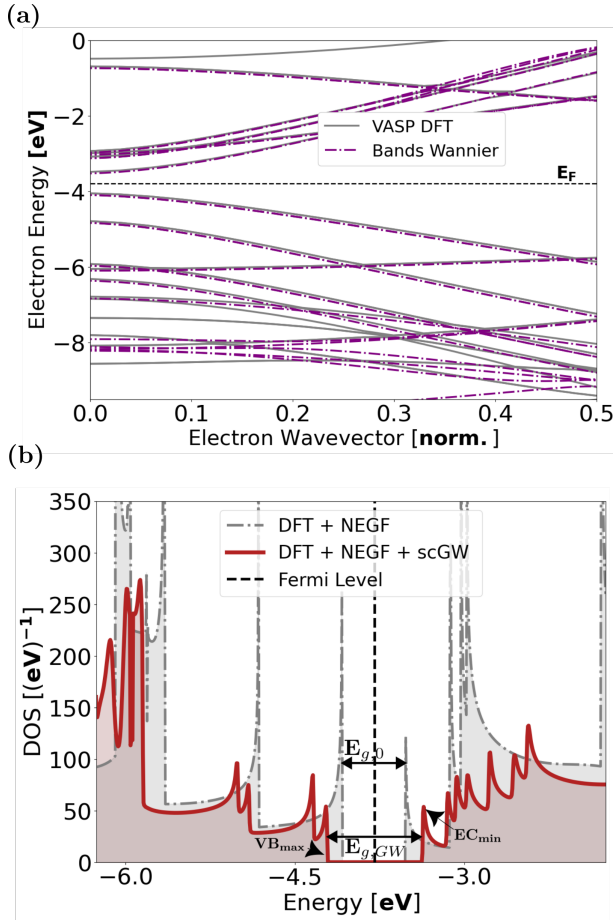 (a)
0
−2
−4
−6
−8
Electron Energy [eV]
VASP DFT
Bands Wannier
E_F
0.0 0.1 0.2 0.3 0.4 0.5
Electron Wavevector [norm.]
(b)
350
300
250
200
150
100
50
0
DOS [(eV)⁻¹]
DFT + NEGF
DFT + NEGF + scGW
Fermi Level
E_g,0
VB_max
E_g,GW
EC_min
−6.0 −4.5 −3.0
Energy [eV]